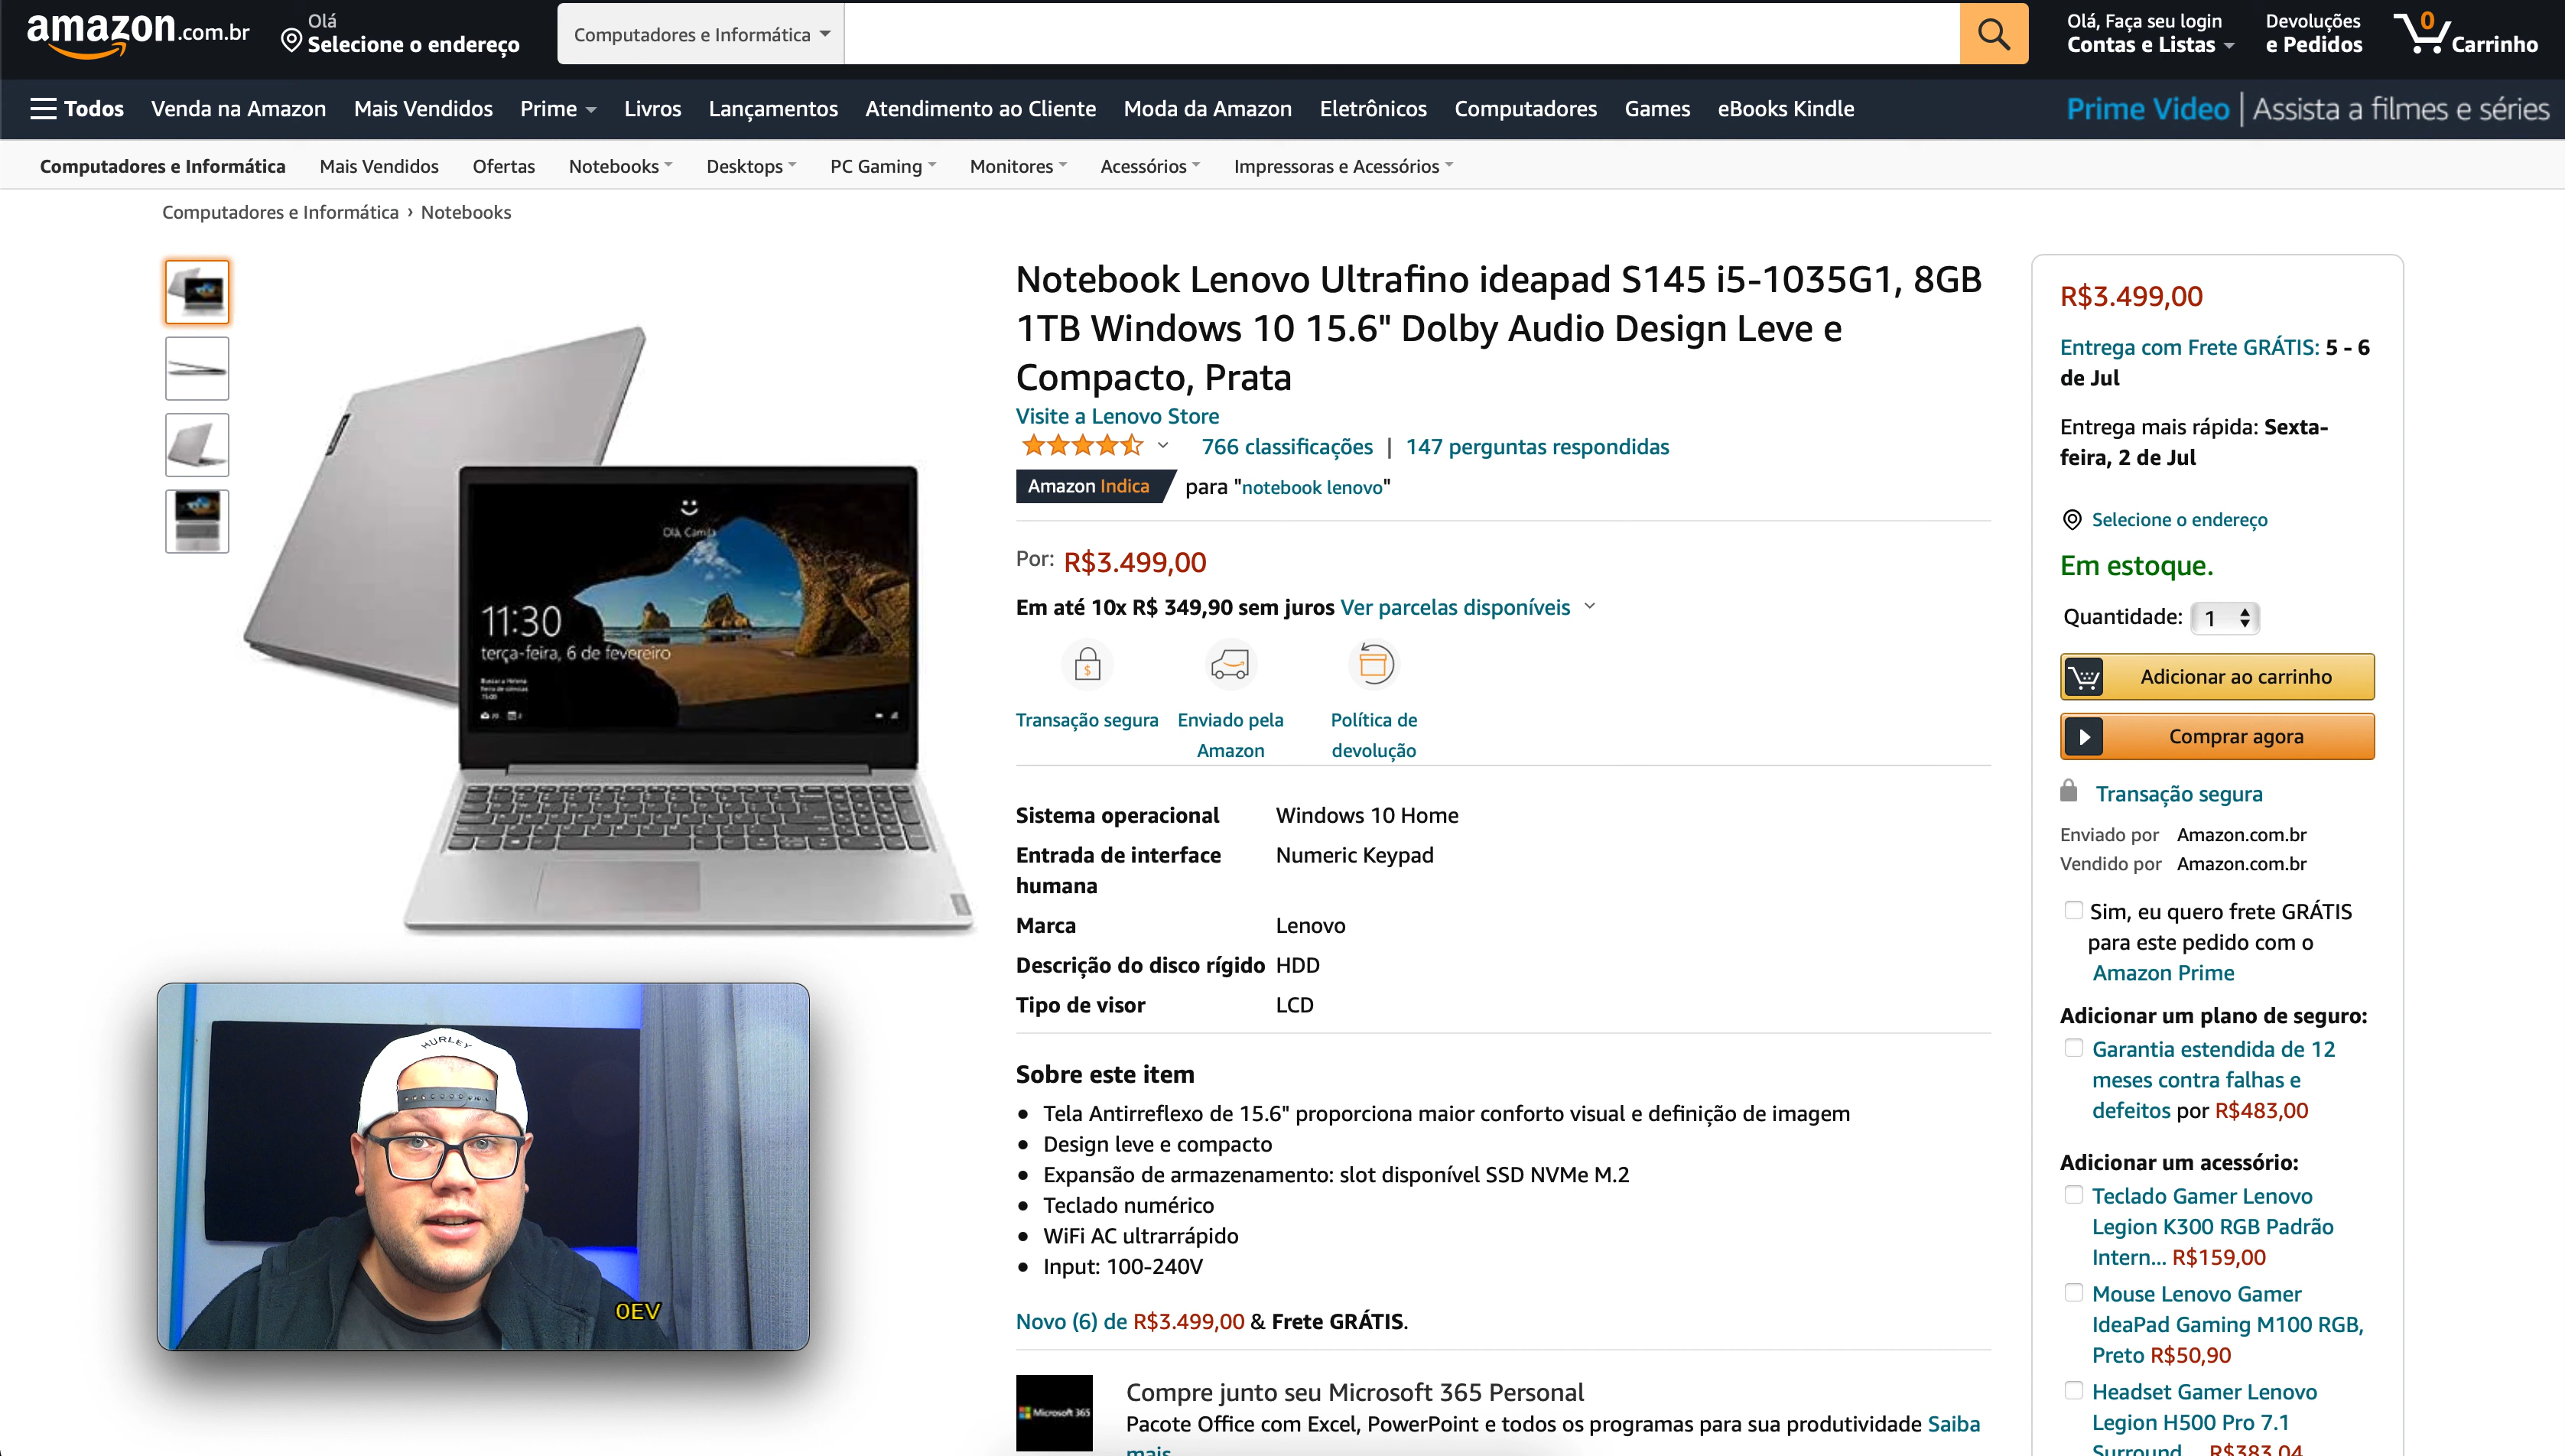 amazon.com.br
Olá
Selecione o endereço
Computadores e Informática
Olá, Faça seu login
Contas e Listas
Devoluções
e Pedidos
0
Carrinho
Todos
Venda na Amazon
Mais Vendidos
Prime
Livros
Lançamentos
Atendimento ao Cliente
Moda da Amazon
Eletrônicos
Computadores
Games
eBooks Kindle
Prime Video | Assista a filmes e séries
Computadores e Informática
Mais Vendidos
Ofertas
Notebooks
Desktops
PC Gaming
Monitores
Acessórios
Impressoras e Acessórios
Computadores e Informática › Notebooks
Olá, Camila
11:30
terça-feira, 6 de fevereiro
HURLEY
OEV
Notebook Lenovo Ultrafino ideapad S145 i5-1035G1, 8GB
1TB Windows 10 15.6" Dolby Audio Design Leve e
Compacto, Prata
Visite a Lenovo Store
766 classificações | 147 perguntas respondidas
Amazon Indica para "notebook lenovo"
Por: R$3.499,00
Em até 10x R$ 349,90 sem juros Ver parcelas disponíveis
Transação segura
Enviado pela
Amazon
Política de
devolução
Sistema operacional Windows 10 Home
Entrada de interface Numeric Keypad
humana
Marca Lenovo
Descrição do disco rígido HDD
Tipo de visor LCD
Sobre este item
• Tela Antirreflexo de 15.6" proporciona maior conforto visual e definição de imagem
• Design leve e compacto
• Expansão de armazenamento: slot disponível SSD NVMe M.2
• Teclado numérico
• WiFi AC ultrarrápido
• Input: 100-240V
Novo (6) de R$3.499,00 & Frete GRÁTIS.
Microsoft 365
Compre junto seu Microsoft 365 Personal
Pacote Office com Excel, PowerPoint e todos os programas para sua produtividade Saiba
mais
R$3.499,00
Entrega com Frete GRÁTIS: 5 - 6
de Jul
Entrega mais rápida: Sexta-
feira, 2 de Jul
Selecione o endereço
Em estoque.
Quantidade: 1
Adicionar ao carrinho
Comprar agora
Transação segura
Enviado por Amazon.com.br
Vendido por Amazon.com.br
Sim, eu quero frete GRÁTIS
para este pedido com o
Amazon Prime
Adicionar um plano de seguro:
Garantia estendida de 12
meses contra falhas e
defeitos por R$483,00
Adicionar um acessório:
Teclado Gamer Lenovo
Legion K300 RGB Padrão
Intern... R$159,00
Mouse Lenovo Gamer
IdeaPad Gaming M100 RGB,
Preto R$50,90
Headset Gamer Lenovo
Legion H500 Pro 7.1
Surround... R$383,04